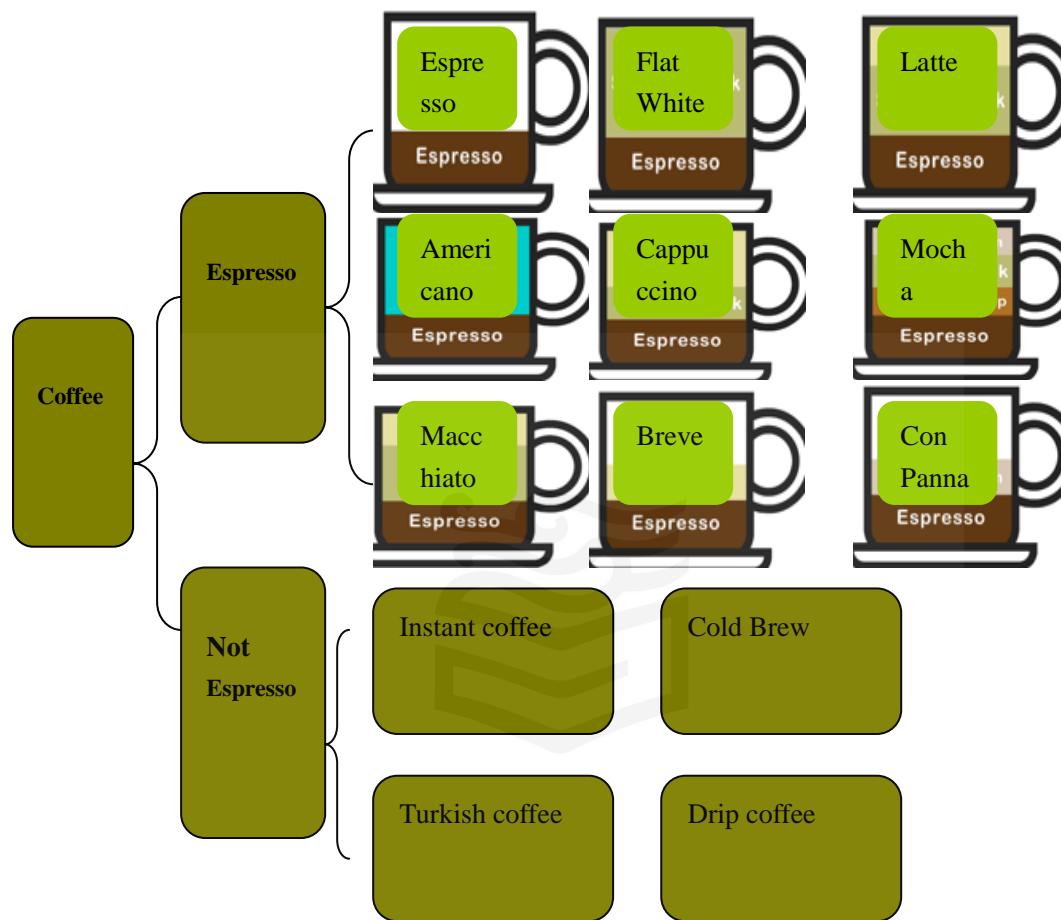 Coffee
Espresso
Espre
sso
Espresso
Flat
White
Espresso
Latte
Espresso
Ameri
cano
Espresso
Cappu
ccino
Espresso
Moch
a
Espresso
Macc
hiato
Espresso
Breve
Espresso
Con
Panna
Espresso
Not
Espresso
Instant coffee
Cold Brew
Turkish coffee
Drip coffee